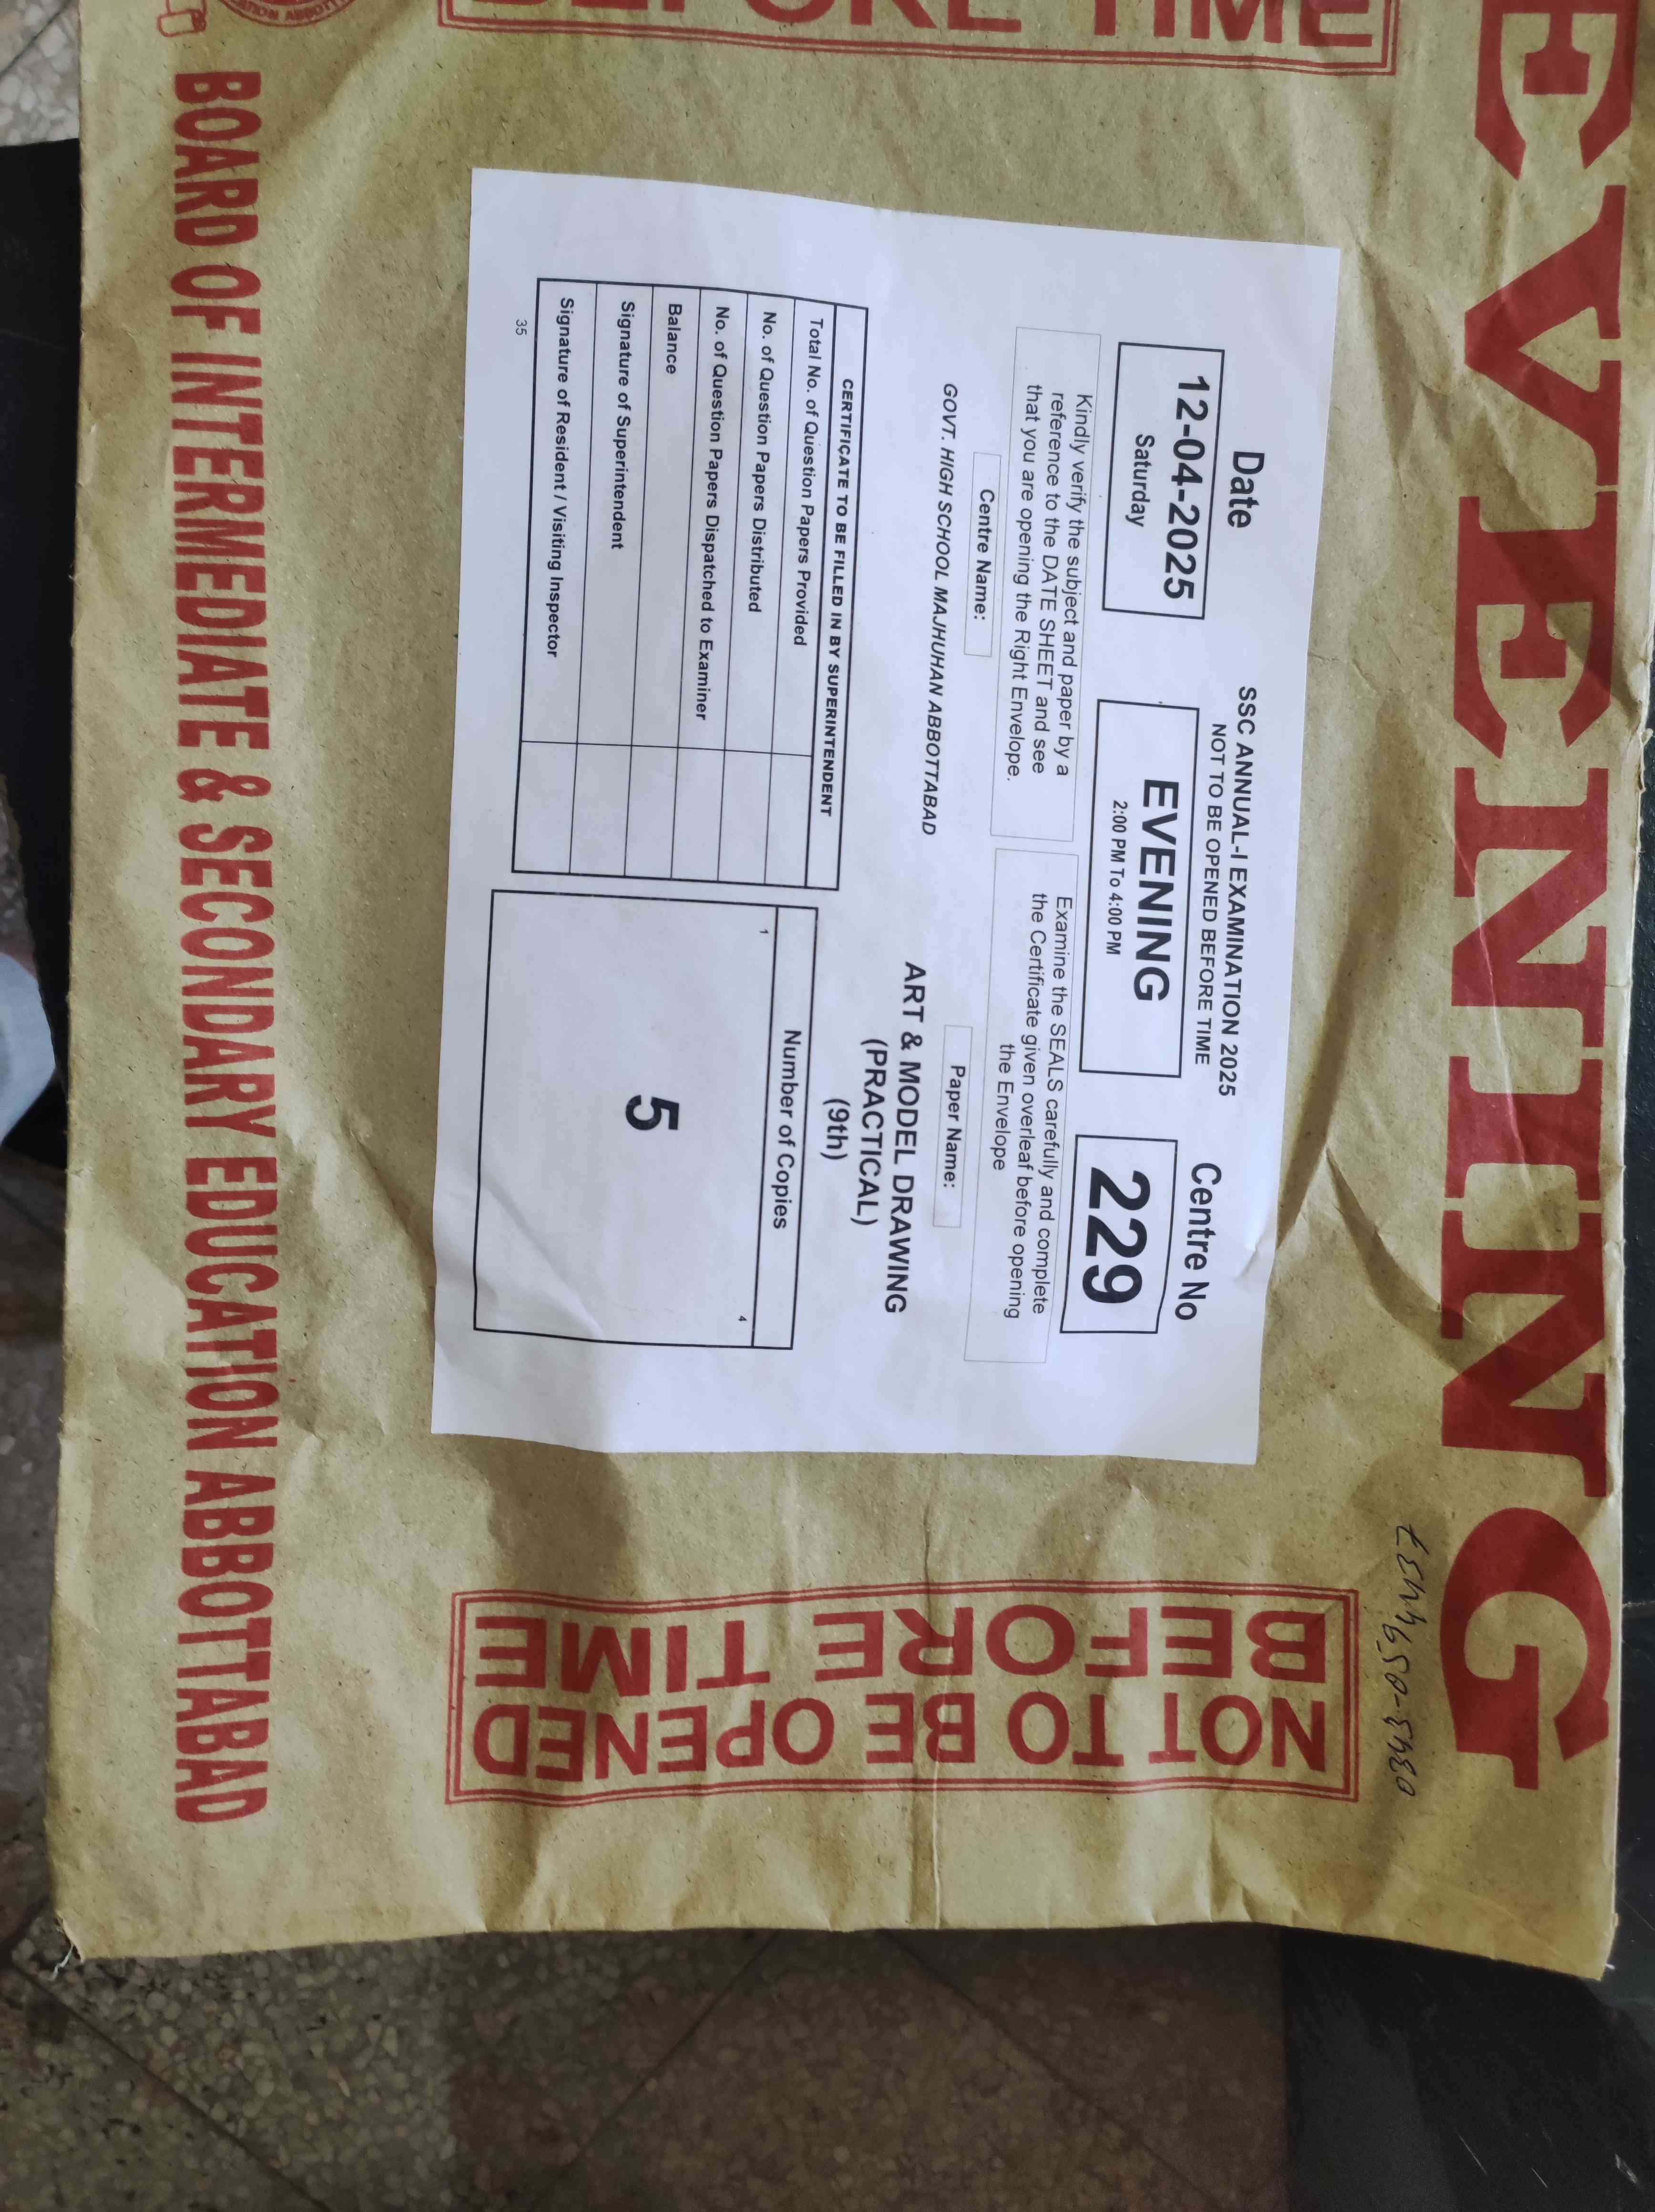 EVENING
0343-0594437
BEFORE TIME
Date
12-04-2025
Saturday
SSC ANNUAL-I EXAMINATION 2025
NOT TO BE OPENED BEFORE TIME
EVENING
2:00 PM To 4:00 PM
Centre No
229
Kindly verify the subject and paper by a
reference to the DATE SHEET and see
that you are opening the Right Envelope.
Examine the SEALS carefully and complete
the Certificate given overleaf before opening
the Envelope
Centre Name:
GOVT. HIGH SCHOOL MAJHUHAN ABBOTTABAD
Paper Name:
ART & MODEL DRAWING
(PRACTICAL)
(9th)
CERTIFICATE TO BE FILLED IN BY SUPERINTENDENT
Total No. of Question Papers Provided
No. of Question Papers Distributed
No. of Question Papers Dispatched to Examiner
Balance
Signature of Superintendent
Signature of Resident / Visiting Inspector
35
Number of Copies
1
4
5
NOT TO BE OPENED
BEFORE TIME
BOARD OF INTERMEDIATE & SECONDARY EDUCATION ABBOTTABAD